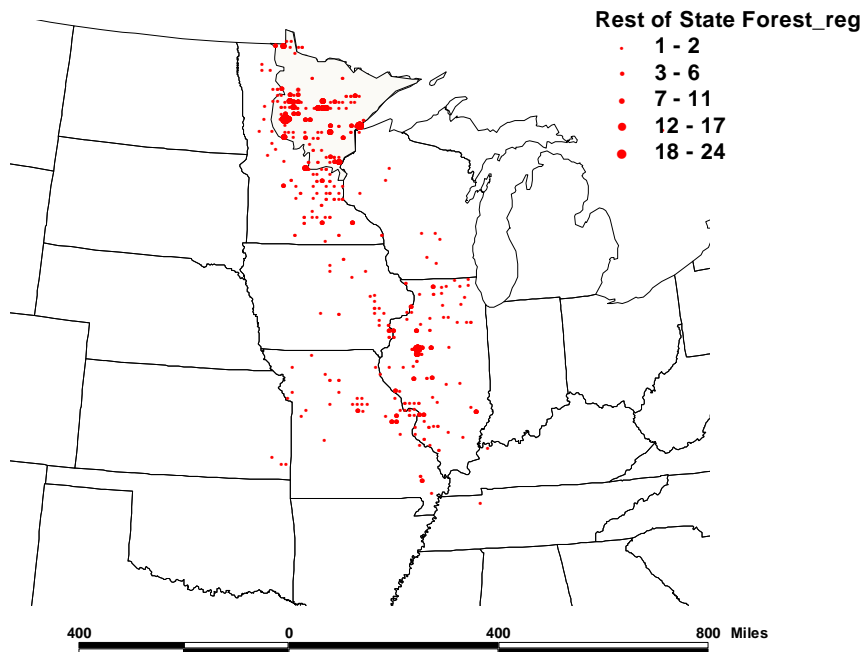 Rest of State Forest_reg
1 - 2
3 - 6
7 - 11
12 - 17
18 - 24
400 0 400 800 Miles